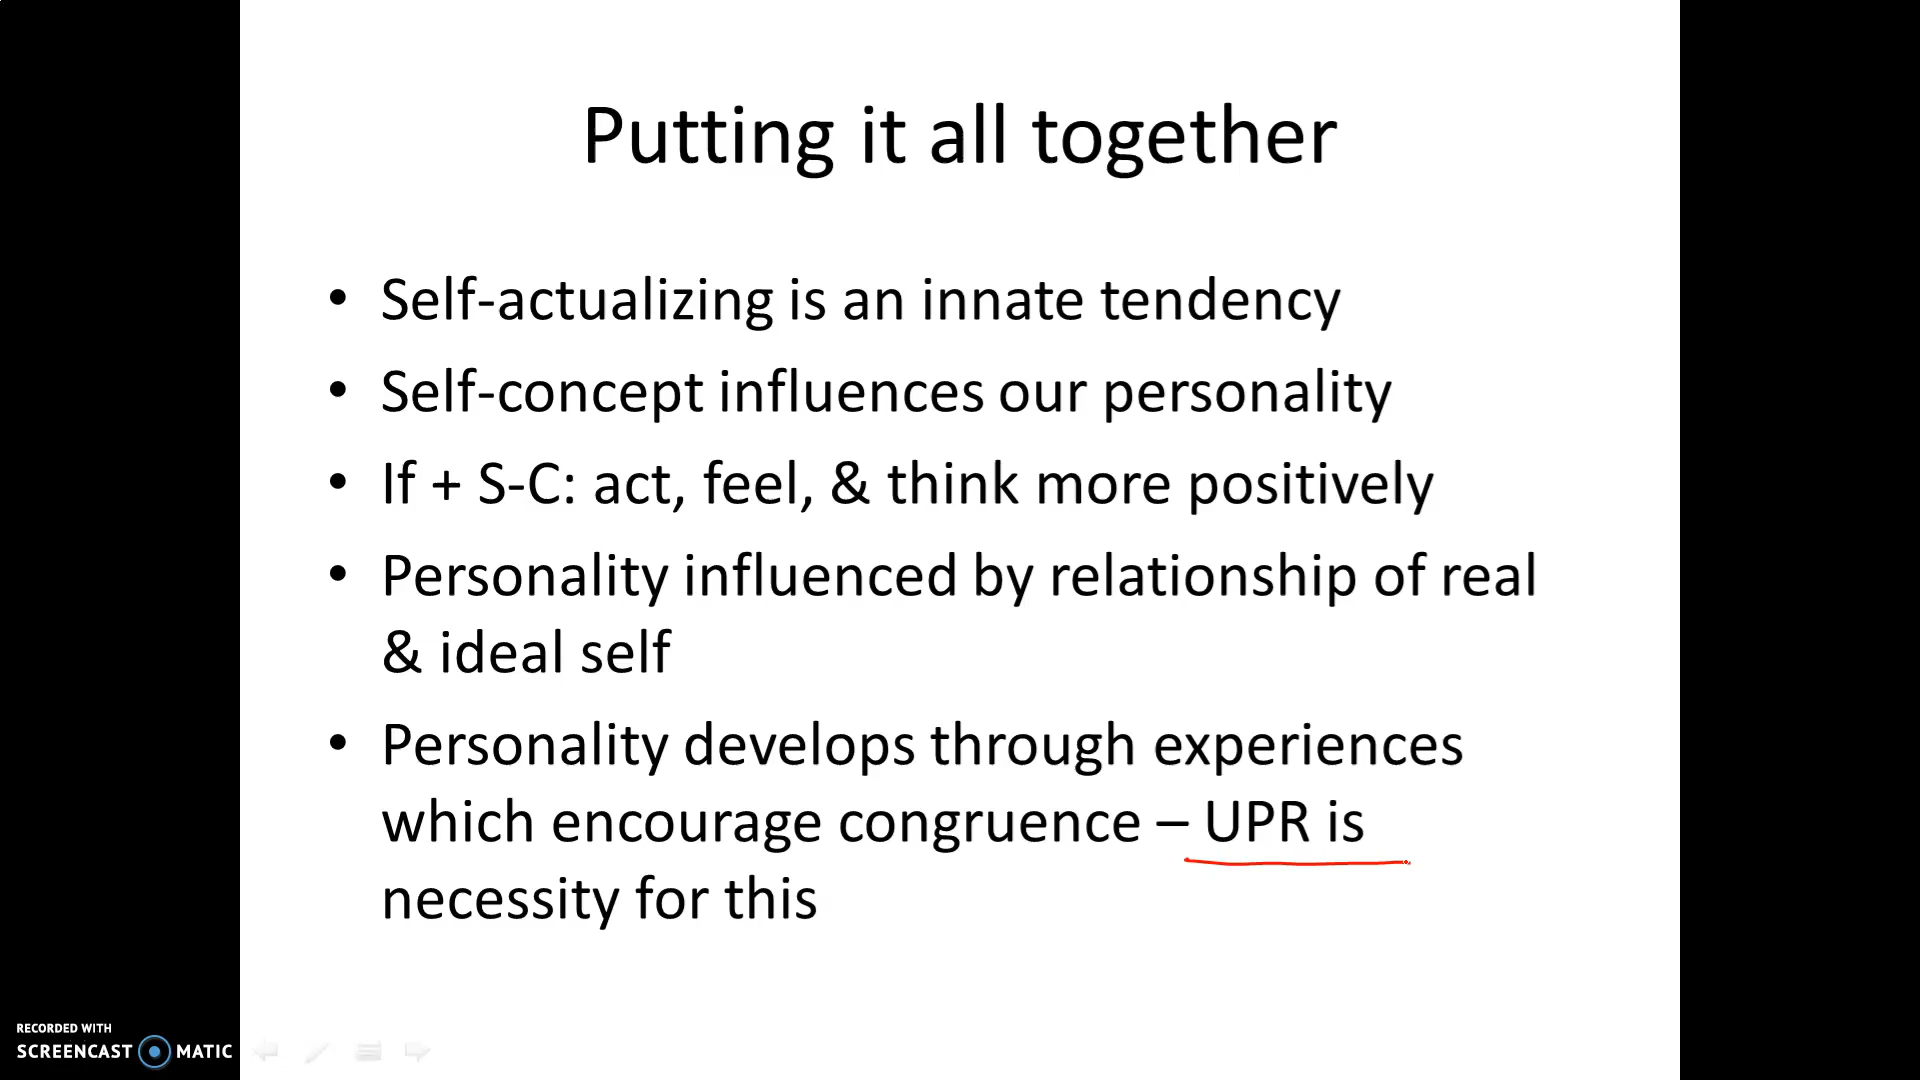 Putting it all together
• Self-actualizing is an innate tendency
• Self-concept influences our personality
• If + S-C: act, feel, & think more positively
• Personality influenced by relationship of real
& ideal self
• Personality develops through experiences
which encourage congruence – UPR is
necessity for this
RECORDED WITH
SCREENCAST MATIC